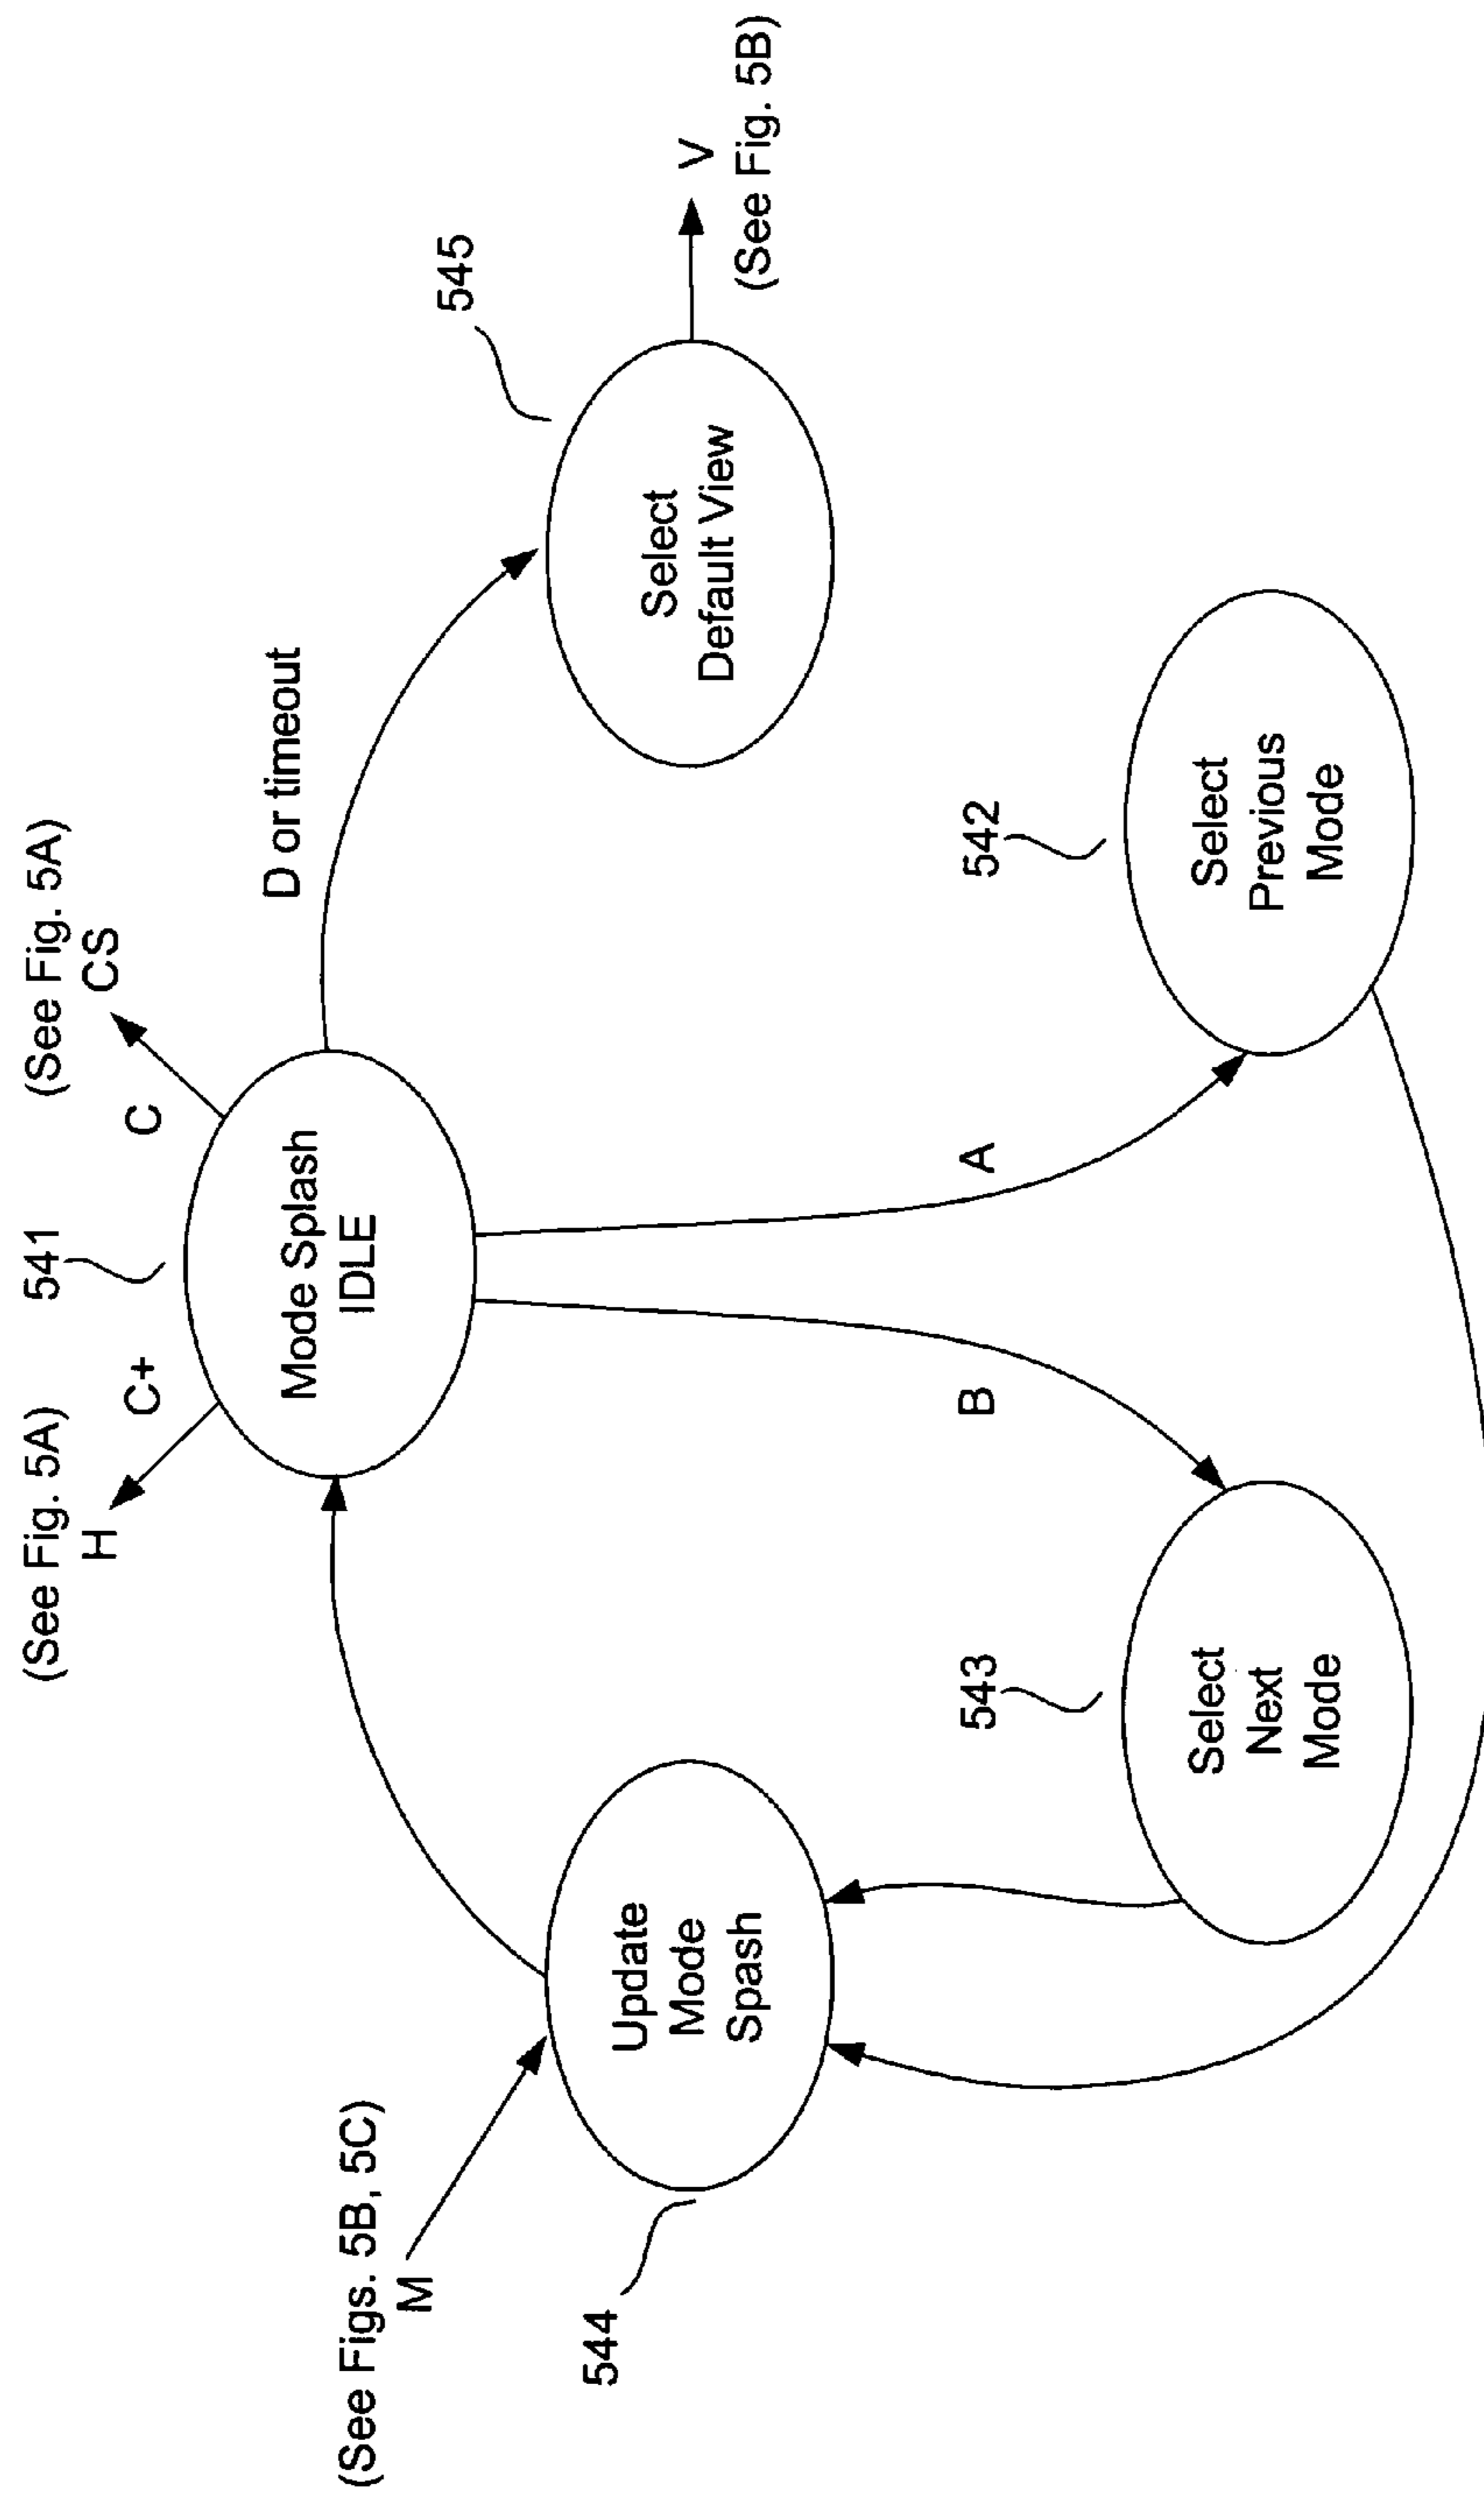 (See Fig. 5A)
H
C+
541
C
(See Fig. 5A)
CS
Mode Splash
IDLE
D or timeout
(See Figs. 5B, 5C)
M
544
Update
Mode
Spash
545
Select
Default View
V
(See Fig. 5B)
B
A
543
Select
Next
Mode
542
Select
Previous
Mode